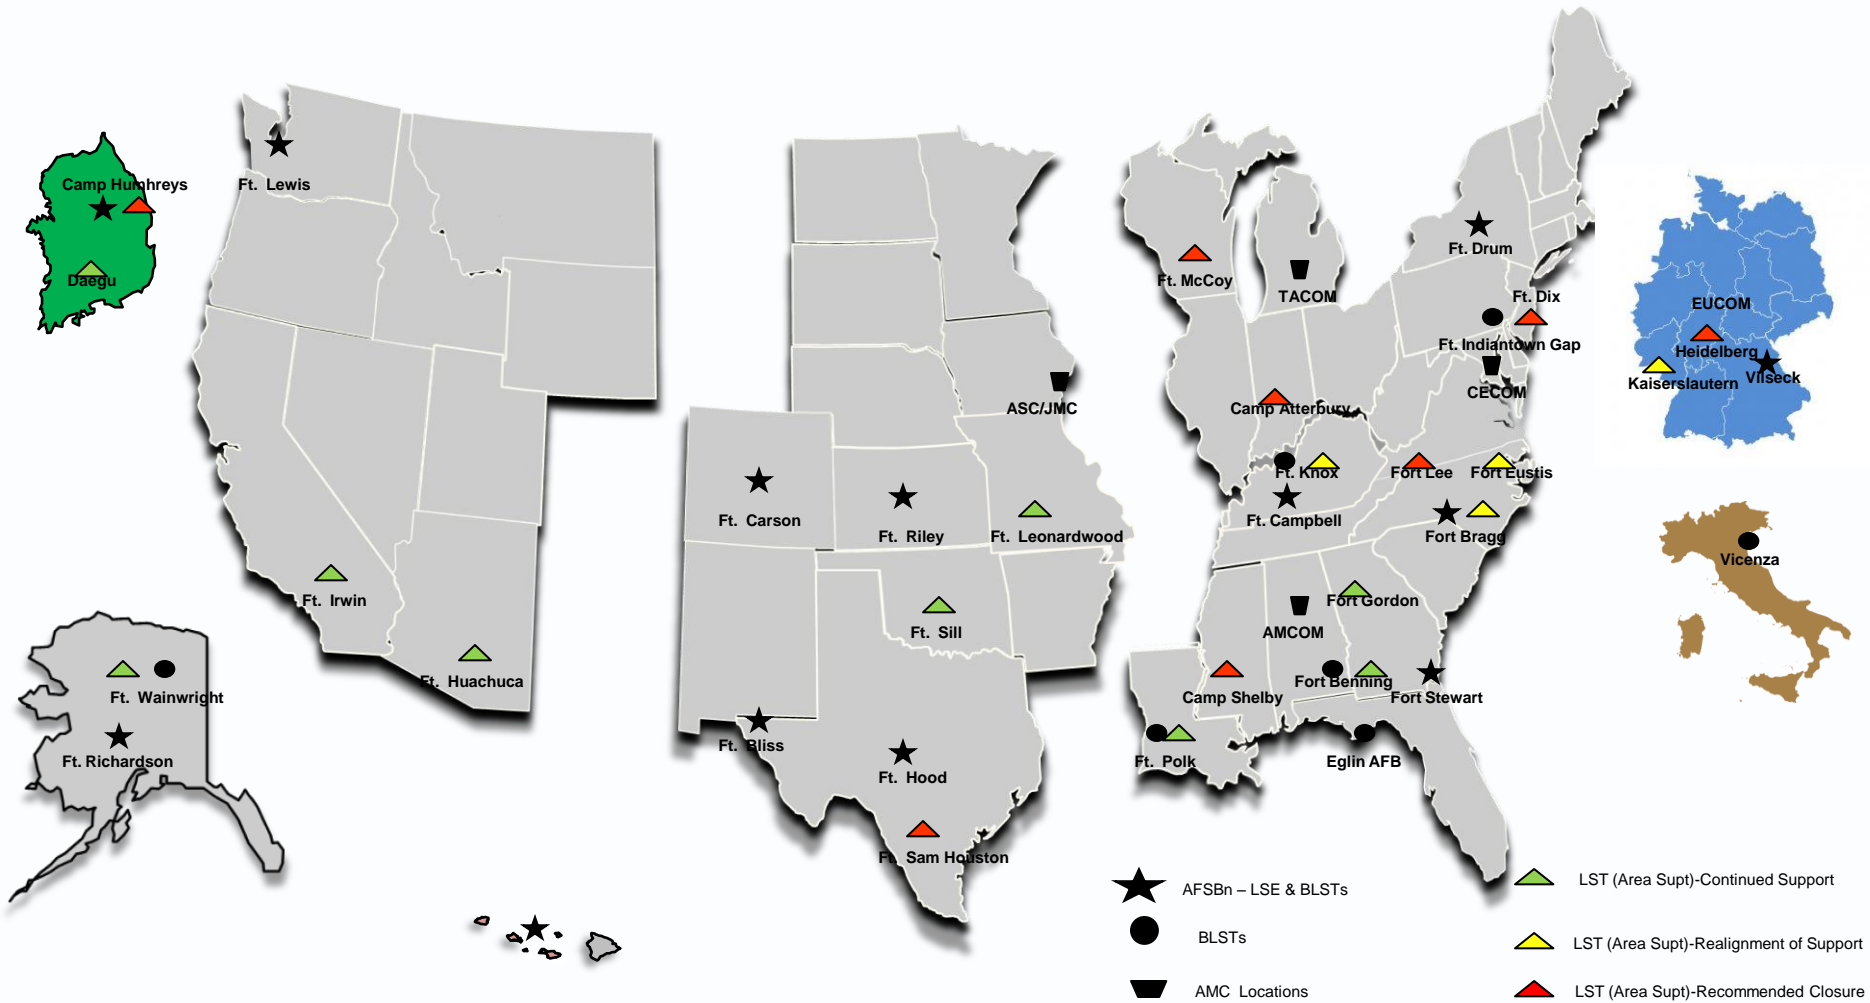 Camp Humhreys
Daegu
Ft.  Lewis
Ft.  Irwin
Ft.  Huachuca
Ft.  Wainwright
Ft. Richardson
Ft.  Carson
Ft.  Riley
Ft.  Leonardwood
Ft.  Sill
Ft.  Bliss
Ft.  Hood
Ft.  Sam Houston
ASC/JMC
Ft. McCoy
TACOM
Ft. Drum
Ft. Dix
Ft. Indiantown Gap
CECOM
Camp Atterbury
Ft.  Knox
Fort Lee
Fort Eustis
Ft. Campbell
Fort Bragg
Fort Gordon
AMCOM
Camp Shelby
Fort Benning
Fort Stewart
Ft.  Polk
Eglin AFB
EUCOM
Heidelberg
Kaiserslautern
Vilseck
Vicenza
AFSBn – LSE & BLSTs
BLSTs
AMC  Locations
LST (Area Supt)-Continued Support
LST (Area Supt)-Realignment of Support
LST (Area Supt)-Recommended Closure